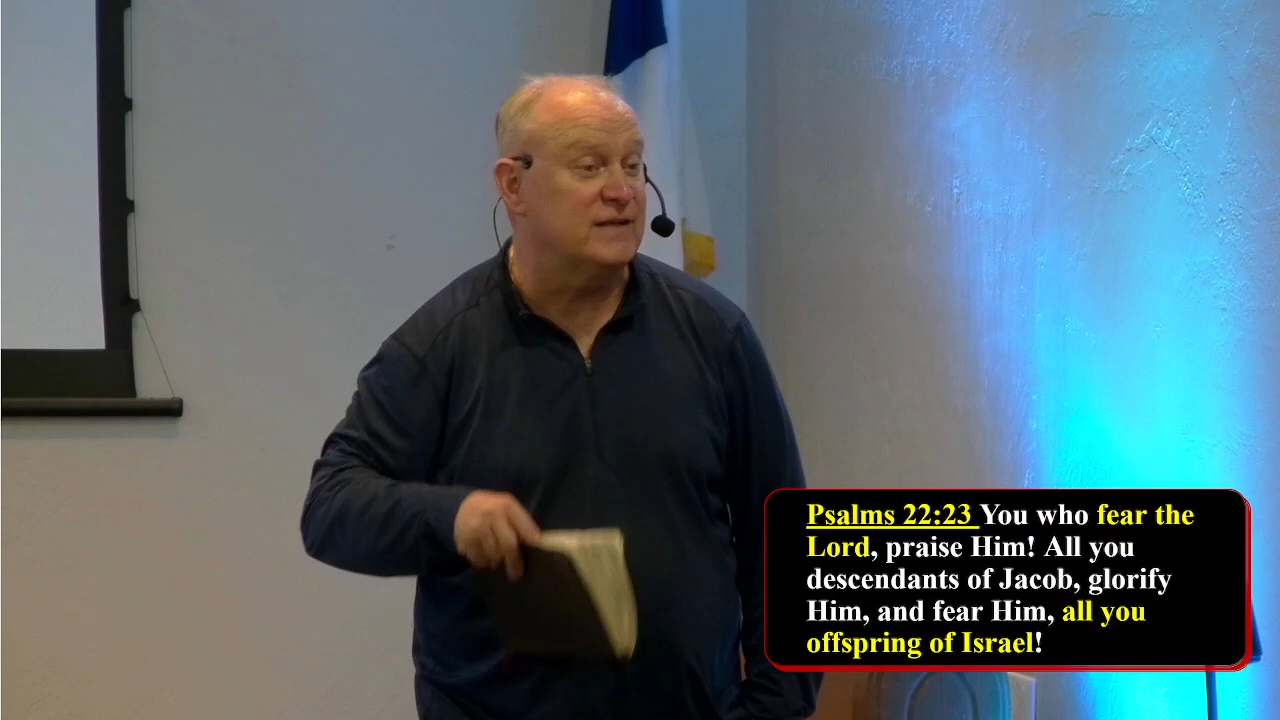 Psalms 22:23 You who fear the
Lord, praise Him! All you
descendants of Jacob, glorify
Him, and fear Him, all you
offspring of Israel!